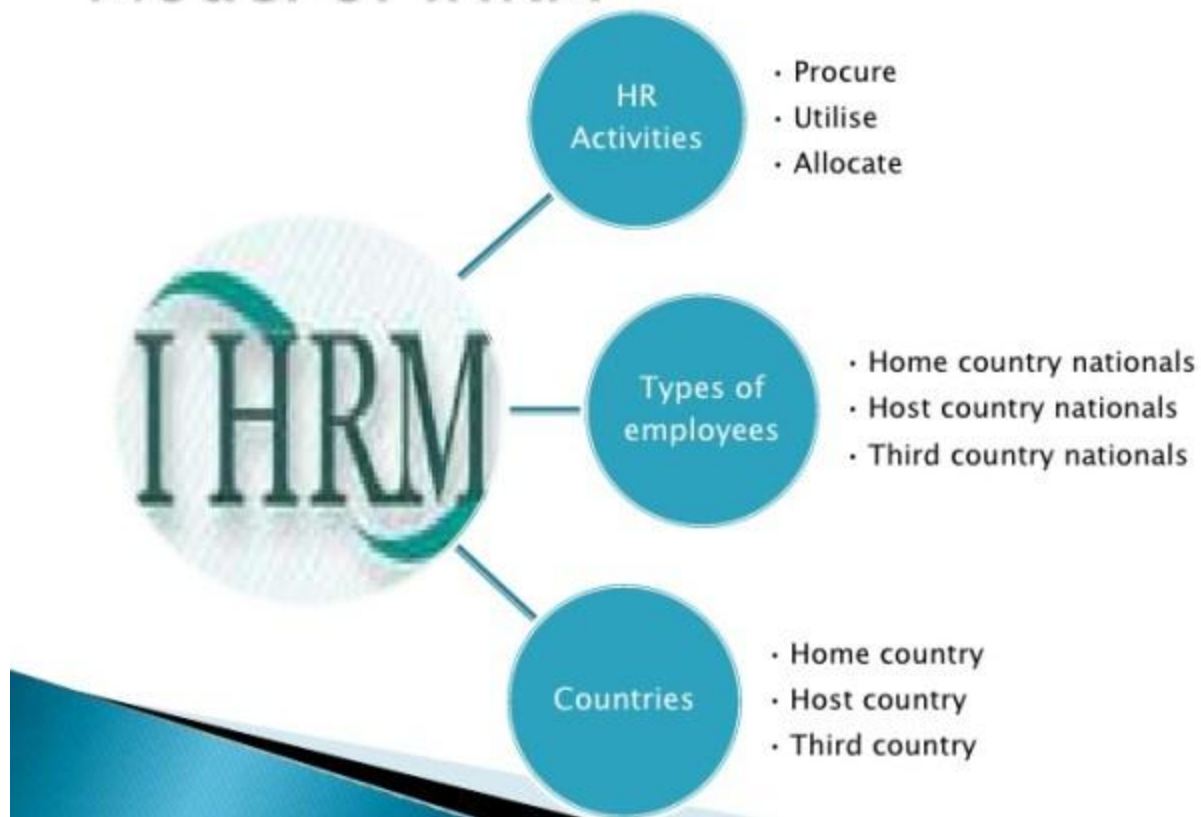 HR
Activities
· Procure
· Utilise
· Allocate
I HRM
Types of
employees
· Home country nationals
· Host country nationals
· Third country nationals
Countries
· Home country
· Host country
· Third country